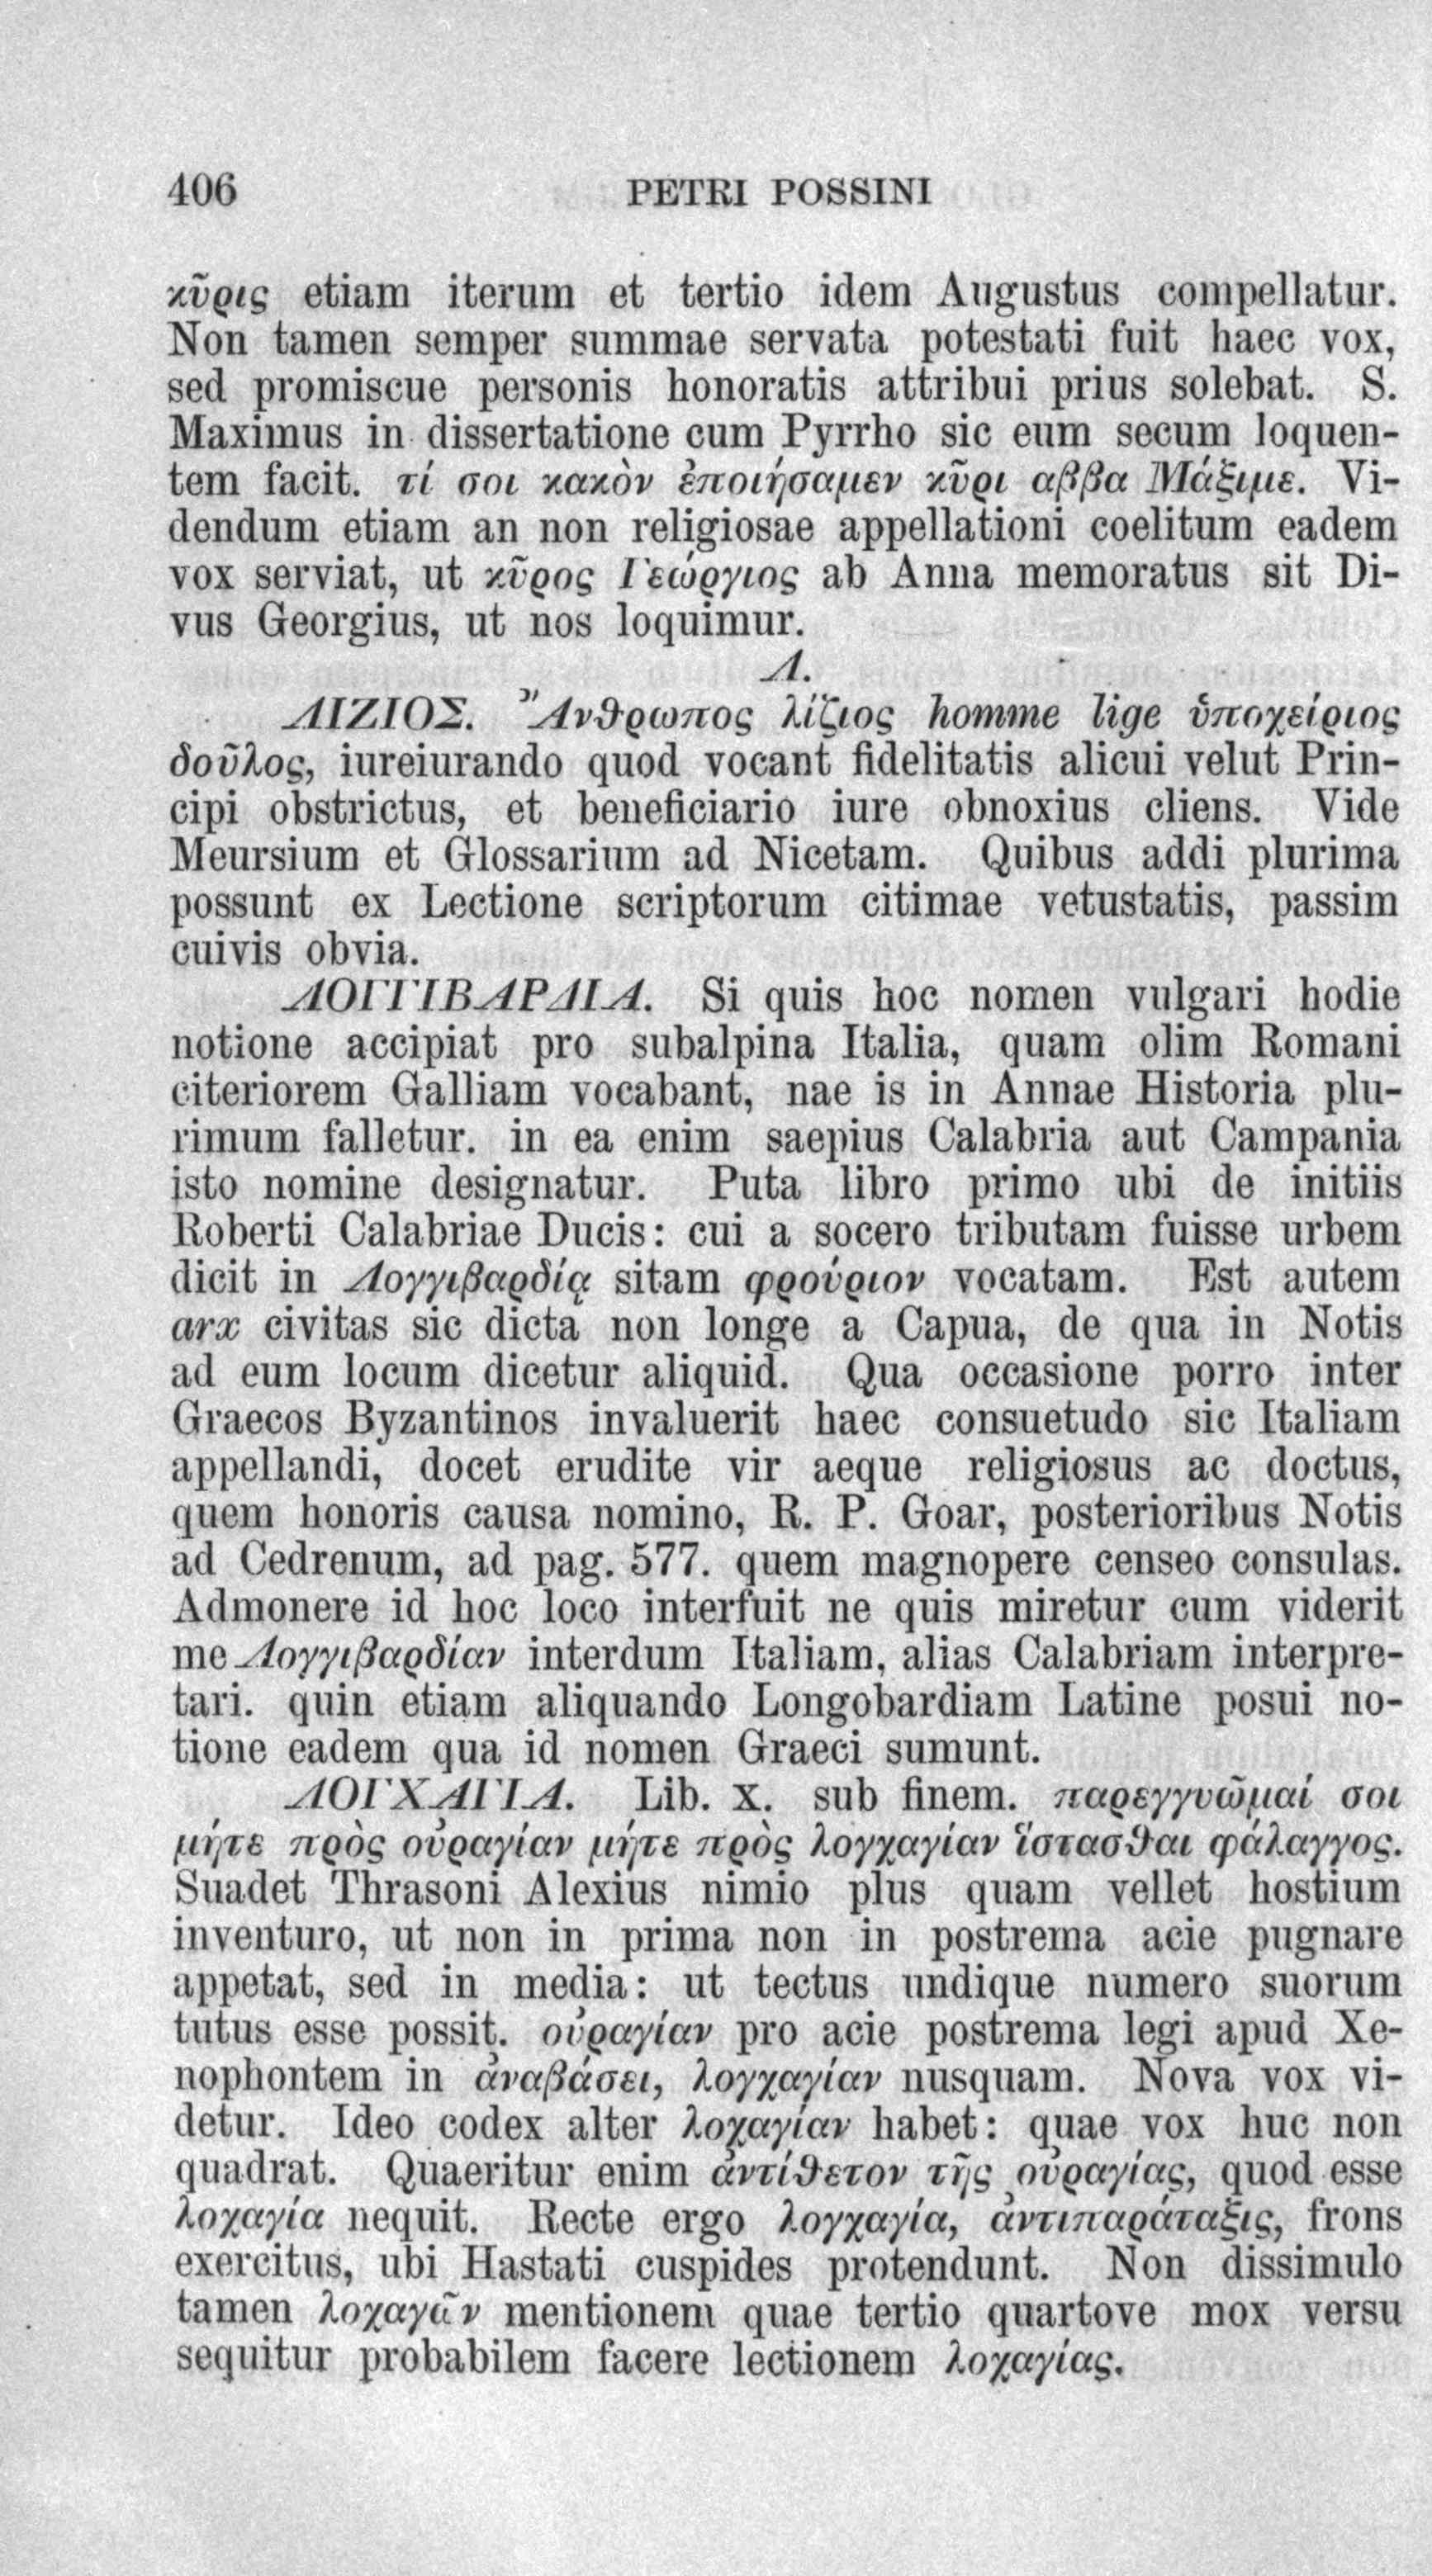 406 PETRI POSSINI
κῦρις etiam iterum et tertio idem Augustus compellatur.
Non tamen semper summae servata potestati fuit haec vox,
sed promiscue personis honoratis attribui prius solebat. S.
Maximus in dissertatione cum Pyrrho sic eum secum loquen-
tem facit. τί σοι κακὸν ἐποιήσαμεν κῦρι αββα Μάξιμε. Vi-
dendum etiam an non religiosae appellationi coelitum eadem
vox serviat, ut κῦρος Γεώργιος ab Anna memoratus sit Di-
vus Georgius, ut nos loquimur.
Λ.
ΛΙΖΙΟΣ. Ἄνθρωπος λίζιος homme lige ὑποχείριος
δοῦλος, iureiurando quod vocant fidelitatis alicui velut Prin-
cipi obstrictus, et beneficiario iure obnoxius cliens. Vide
Meursium et Glossarium ad Nicetam. Quibus addi plurima
possunt ex Lectione scriptorum citimae vetustatis, passim
cuivis obvia.
ΛΟΓΓΙΒΑΡΔΙΑ. Si quis hoc nomen vulgari hodie
notione accipiat pro subalpina Italia, quam olim Romani
citeriorem Galliam vocabant, nae is in Annae Historia plu-
rimum falletur. in ea enim saepius Calabria aut Campania
isto nomine designatur. Puta libro primo ubi de initiis
Roberti Calabriae Ducis: cui a socero tributam fuisse urbem
dicit in Λογγιβαρδίᾳ sitam φρούριον vocatam. Est autem
arx civitas sic dicta non longe a Capua, de qua in Notis
ad eum locum dicetur aliquid. Qua occasione porro inter
Graecos Byzantinos invaluerit haec consuetudo sic Italiam
appellandi, docet erudite vir aeque religiosus ac doctus,
quem honoris causa nomino, R. P. Goar, posterioribus Notis
ad Cedrenum, ad pag. 577. quem magnopere censeo consulas.
Admonere id hoc loco interfuit ne quis miretur cum viderit
me Λογγιβαρδίαν interdum Italiam, alias Calabriam interpre-
tari. quin etiam aliquando Longobardiam Latine posui no-
tione eadem qua id nomen Graeci sumunt.
ΛΟΓΧΑΓΙΑ. Lib. X. sub finem. παρεγγυῶμαί σοι
μήτε πρὸς οὐραγίαν μήτε πρὸς λογχαγίαν ἵστασθαι φάλαγγος.
Suadet Thrasoni Alexius nimio plus quam vellet hostium
inventuro, ut non in prima non in postrema acie pugnare
appetat, sed in media: ut tectus undique numero suorum
tutus esse possit. οὐραγίαν pro acie postrema legi apud Xe-
nophontem in ἀναβάσει, λογχαγίαν nusquam. Nova vox vi-
detur. Ideo codex alter λοχαγίαν habet: quae vox huc non
quadrat. Quaeritur enim ἀντίθετον τῆς οὐραγίας, quod esse
λοχαγία nequit. Recte ergo λογχαγία, ἀντιπαράταξις, frons
exercitus, ubi Hastati cuspides protendunt. Non dissimulo
tamen λοχαγῶν mentionem quae tertio quartove mox versu
sequitur probabilem facere lectionem λοχαγίας.